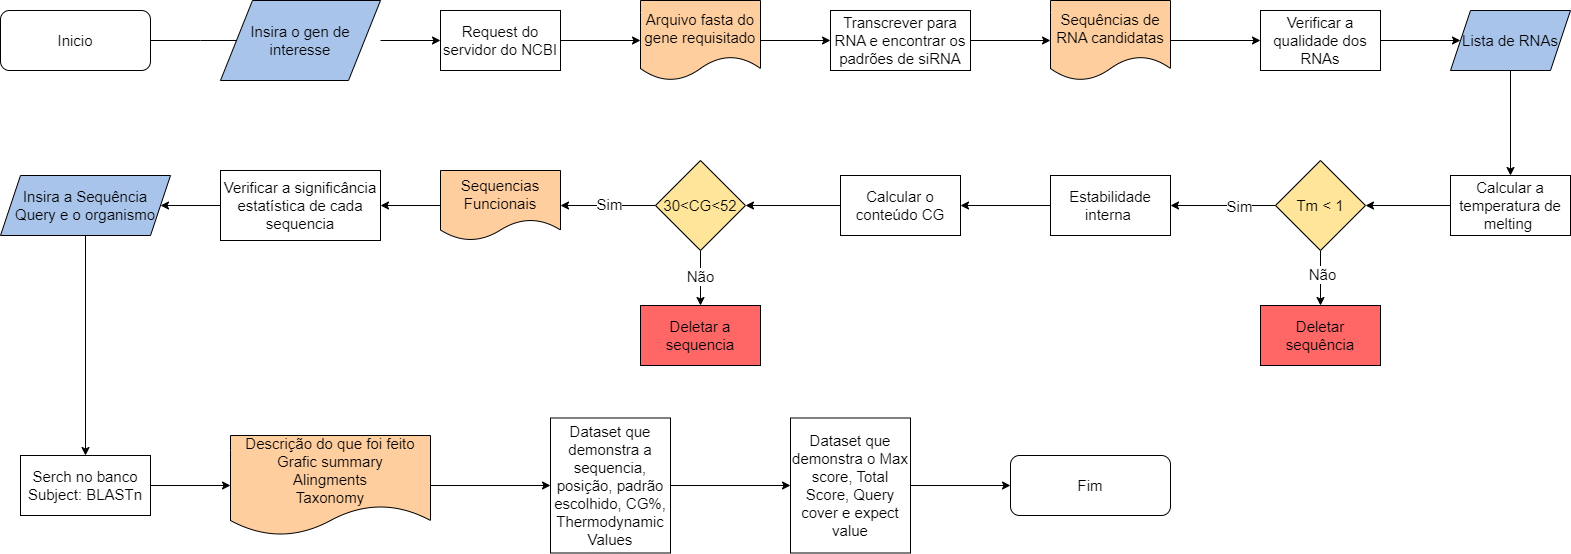 Inicio
Insira o gen de
interesse
Request do
servidor do NCBI
Arquivo fasta do
gene requisitado
Transcrever para
RNA e encontrar os
padrões de siRNA
Sequências de
RNA candidatas
Verificar a
qualidade dos
RNAs
Lista de RNAs
Calcular a
temperatura de
melting
Tm < 1
Não
Deletar
sequência
Sim
Estabilidade
interna
Calcular o
conteúdo CG
30<CG<52
Não
Deletar a
sequencia
Sim
Sequencias
Funcionais
Verificar a significância
estatística de cada
sequencia
Insira a Sequência
Query e o organismo
Serch no banco
Subject: BLASTn
Descrição do que foi feito
Grafic summary
Alingments
Taxonomy
Dataset que
demonstra a
sequencia,
posição, padrão
escolhido, CG%,
Thermodynamic
Values
Dataset que
demonstra o Max
score, Total
Score, Query
cover e expect
value
Fim